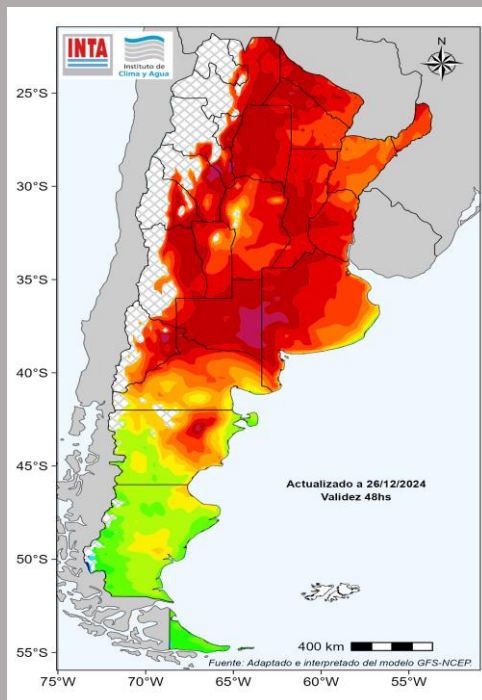 INTA
Instituto de
Clima y Agua
N
25°S
30°S
35°S
40°S
45°S
50°S
55°S
Actualizado a 26/12/2024
Validez 48hs
400 km
Fuente: Adaptado e interpretado del modelo GFS-NCEP.
75°W
70°W
65°W
60°W
55°W